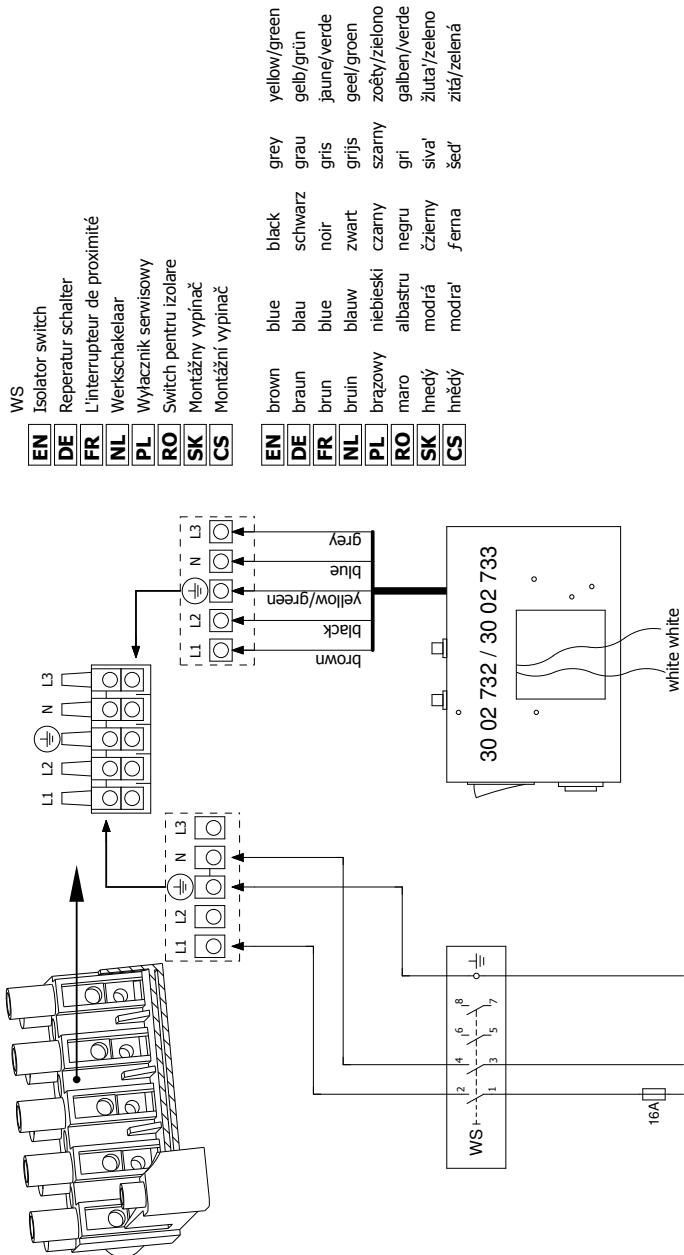 WS
EN Isolator switch
DE Reperatur schalter
FR L'interrupteur de proximité
NL Werkschakelaar
PL Wyłacznik serwisowy
RO Switch pentru izolare
SK Montážny vypínač
CS Montážní vypinač
EN brown blue black grey yellow/green
DE braun blau schwarz grau gelb/grün
FR brun blue noir gris jaune/verde
NL bruin blauw zwart grijs geel/groen
PL brązowy niebieski czarny szarny zoêty/zielono
RO maro albastru negru gri galben/verde
SK hnedý modrá čzierny siva' žluta'/zeleno
CS hnědý modra' ƒerna šed' zitá/zelená
L1 L2 N L3
L1 L2 N L3
L1 L2 N L3
brown
black
yellow/green
blue
grey
30 02 732 / 30 02 733
white white
WS
2 4 6 8
1 3 5 7
16A